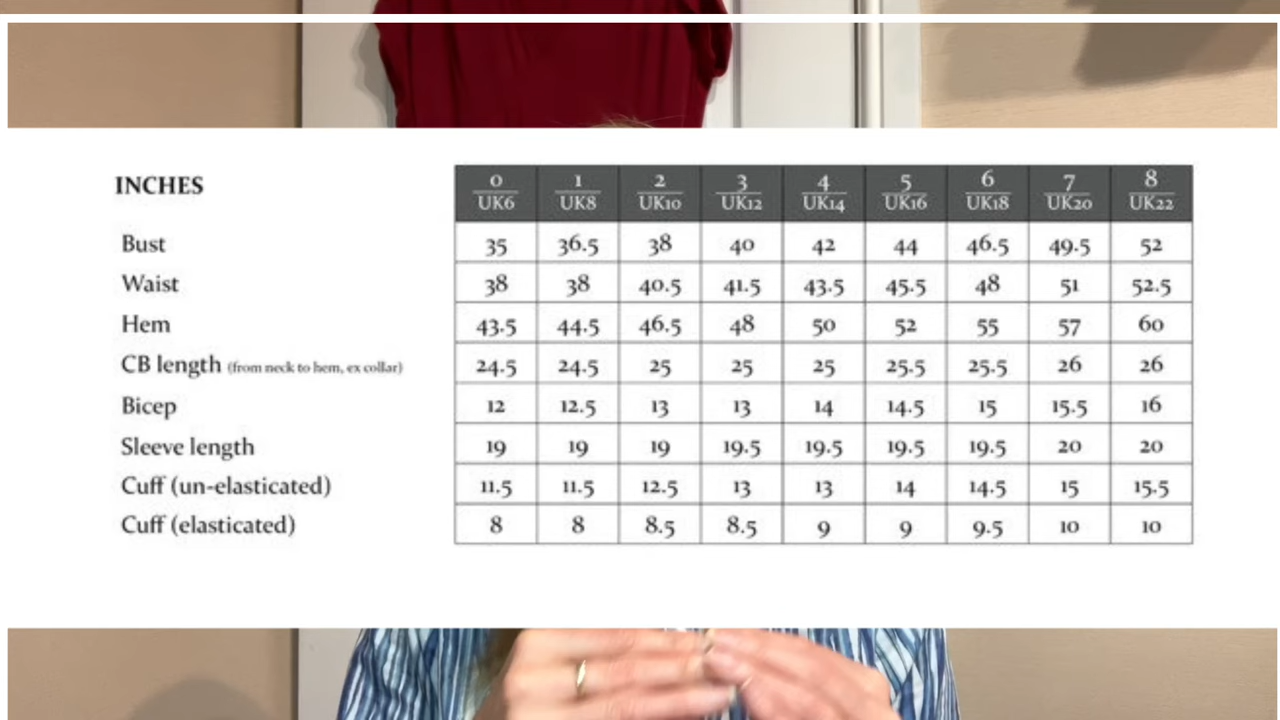 INCHES 0 1 2 3 4 5 6 7 8
UK6 UK8 UK10 UK12 UK14 UK16 UK18 UK20 UK22
Bust 35 36.5 38 40 42 44 46.5 49.5 52
Waist 38 38 40.5 41.5 43.5 45.5 48 51 52.5
Hem 43.5 44.5 46.5 48 50 52 55 57 60
CB length (from neck to hem, ex collar) 24.5 24.5 25 25 25 25.5 25.5 26 26
Bicep 12 12.5 13 13 14 14.5 15 15.5 16
Sleeve length 19 19 19 19.5 19.5 19.5 19.5 20 20
Cuff (un-elasticated) 11.5 11.5 12.5 13 13 14 14.5 15 15.5
Cuff (elasticated) 8 8 8.5 8.5 9 9 9.5 10 10